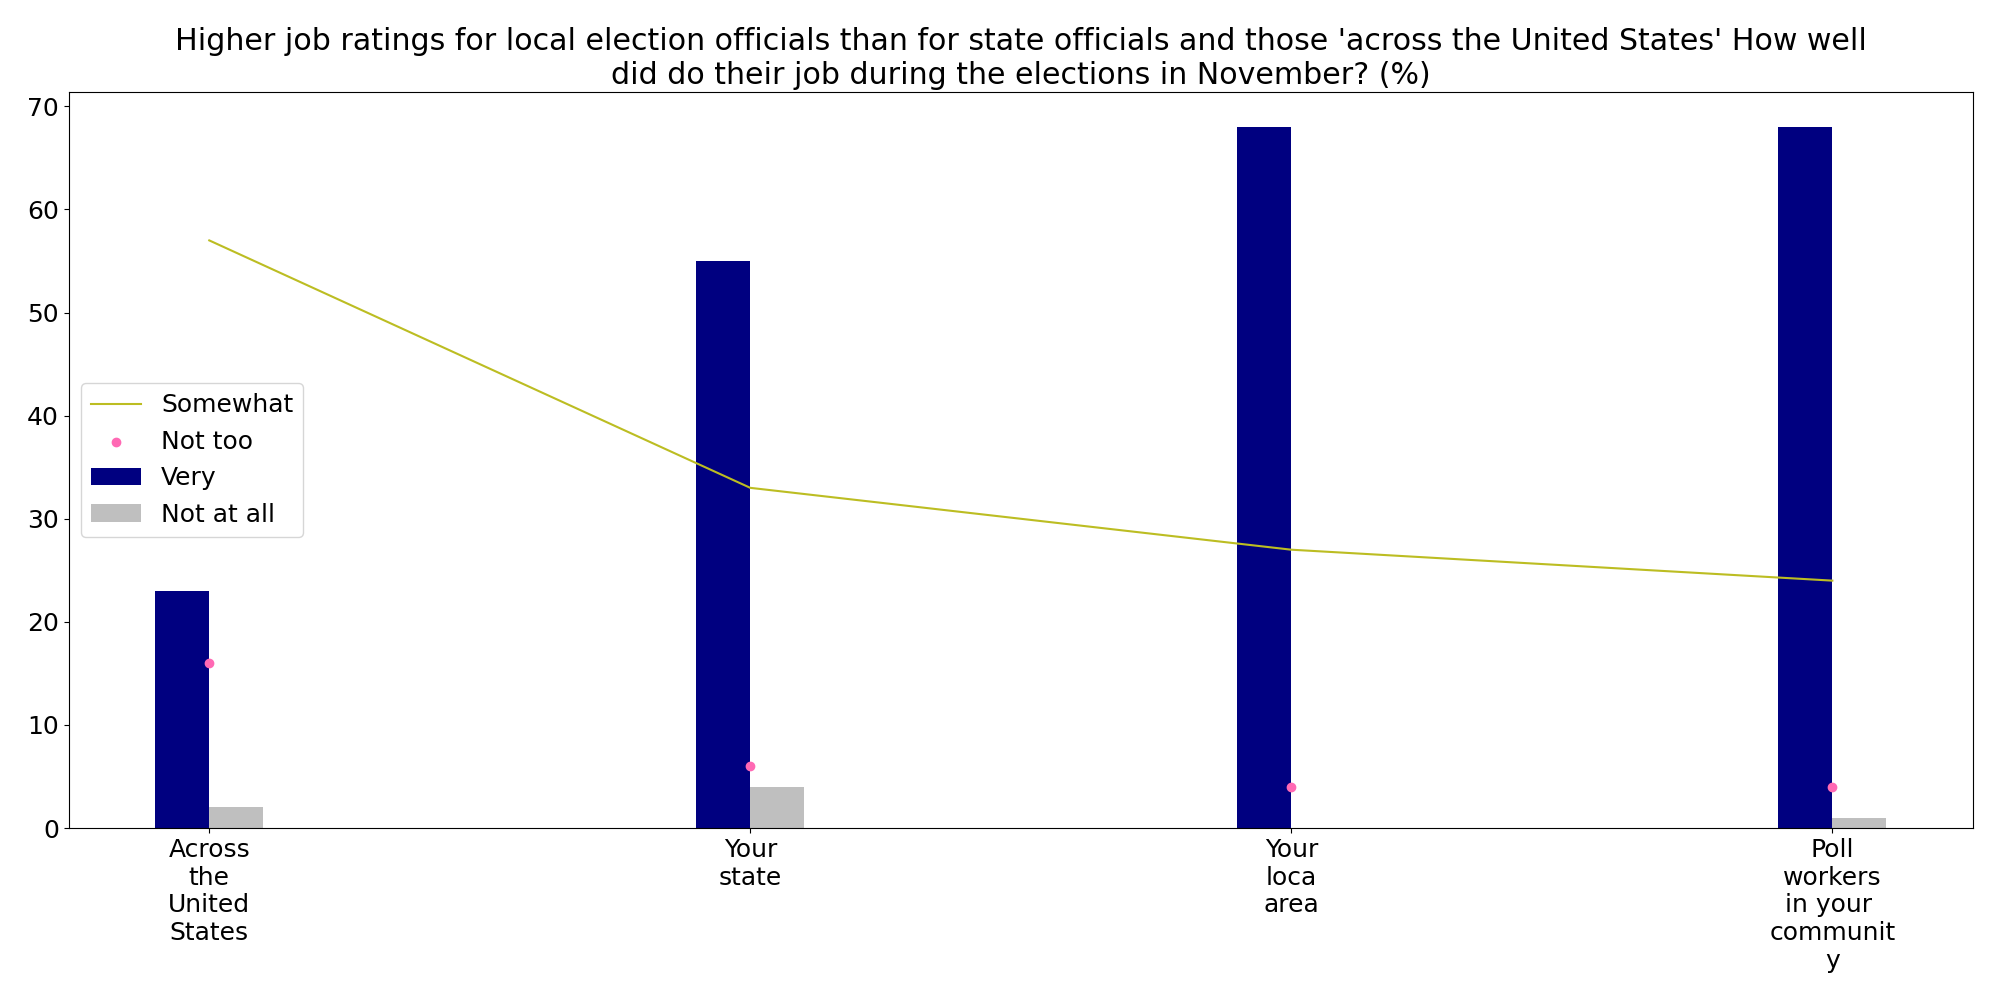 Higher job ratings for local election officials than for state officials and those 'across the United States' How well
did do their job during the elections in November? (%)
70
60
50
40
30
20
10
0
Somewhat
Not too
Very
Not at all
Across
the
United
States
Your
state
Your
loca
area
Poll
workers
in your
communit
y